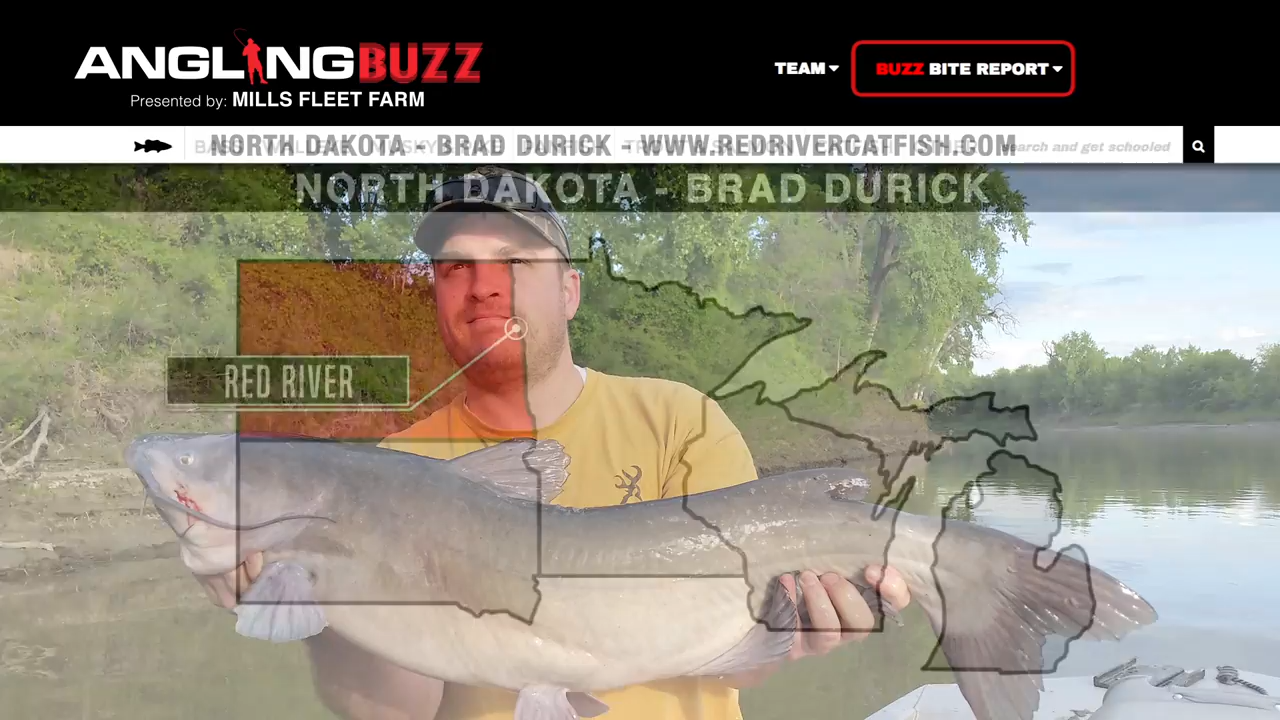 ANGLINGBUZZ
Presented by: MILLS FLEET FARM
TEAM
BUZZ BITE REPORT
NORTH DAKOTA - BRAD DURICK - WWW.REDRIVERCATFISH.COM
search and get schooled
NORTH DAKOTA - BRAD DURICK
RED RIVER